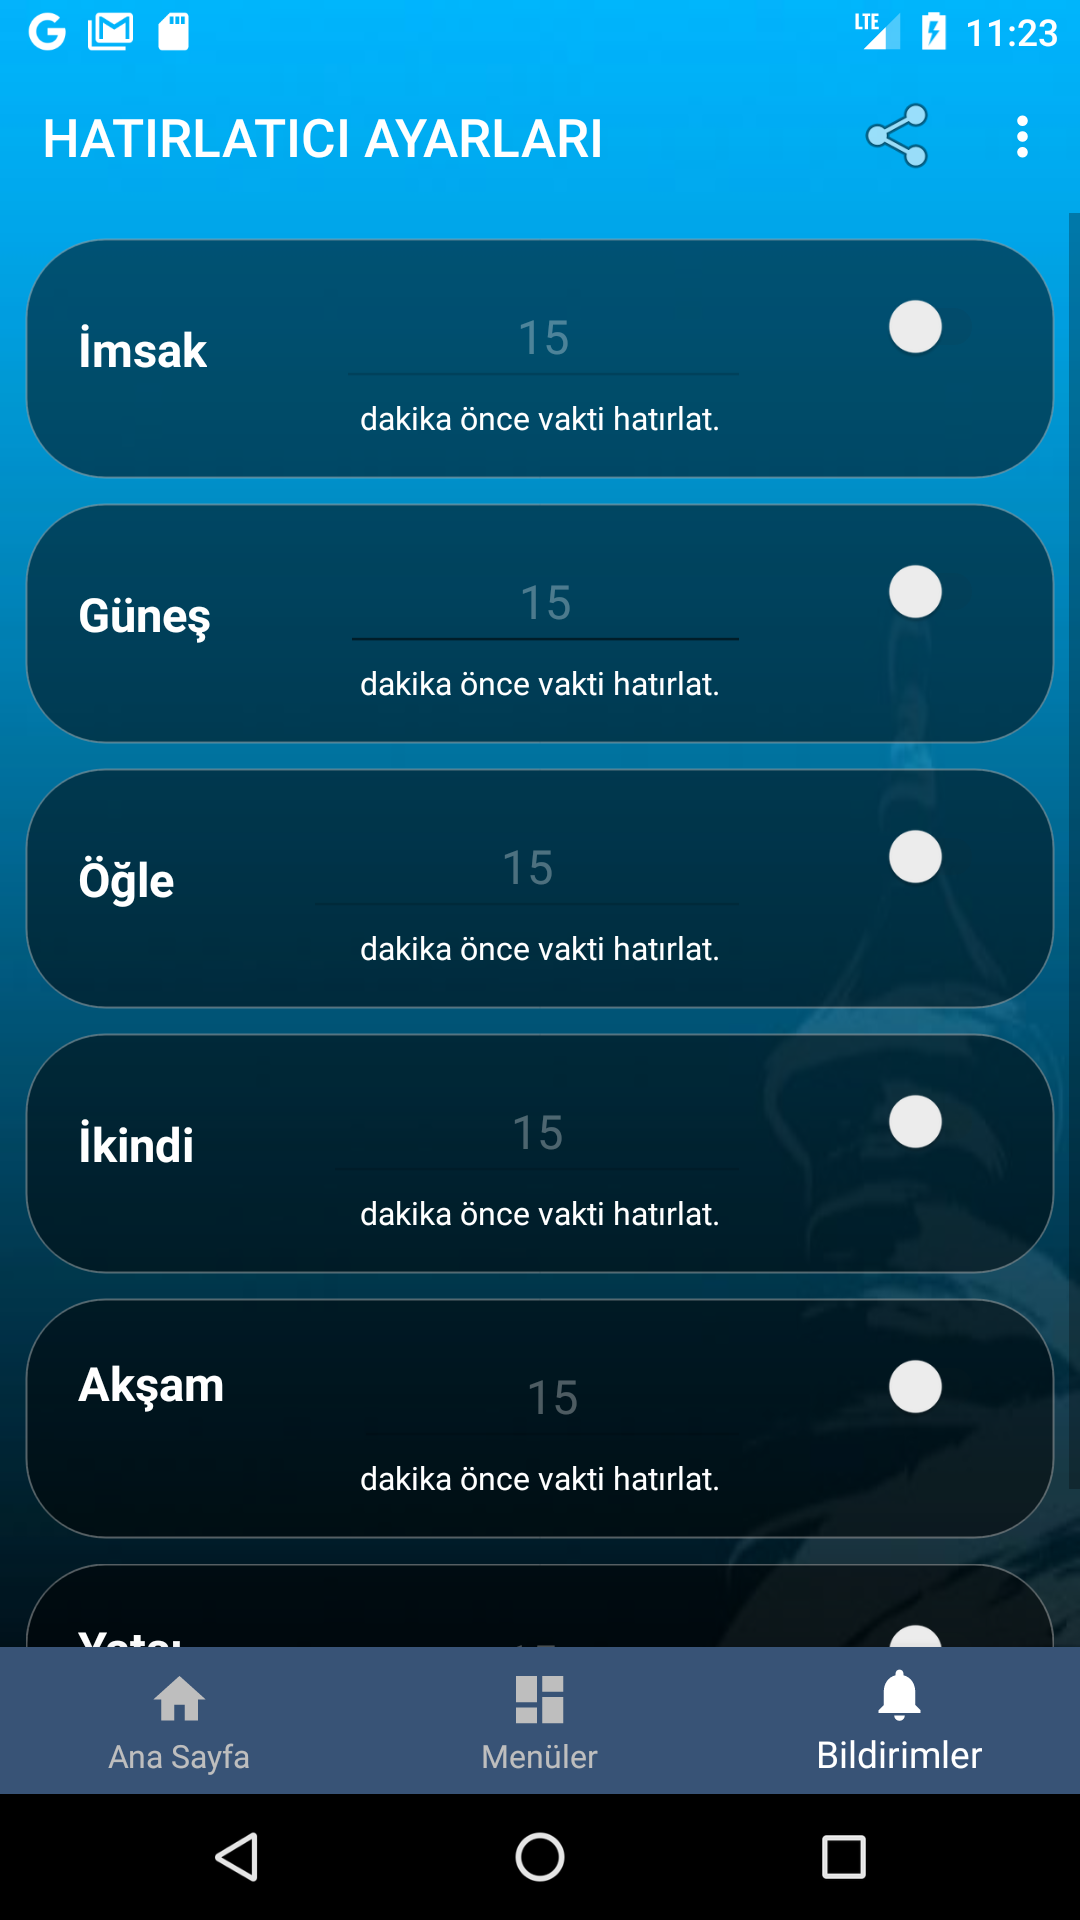 LTE 11:23
HATIRLATICI AYARLARI
İmsak
15
dakika önce vakti hatırlat.
Güneş
15
dakika önce vakti hatırlat.
Öğle
15
dakika önce vakti hatırlat.
İkindi
15
dakika önce vakti hatırlat.
Akşam
15
dakika önce vakti hatırlat.
Ana Sayfa
Menüler
Bildirimler